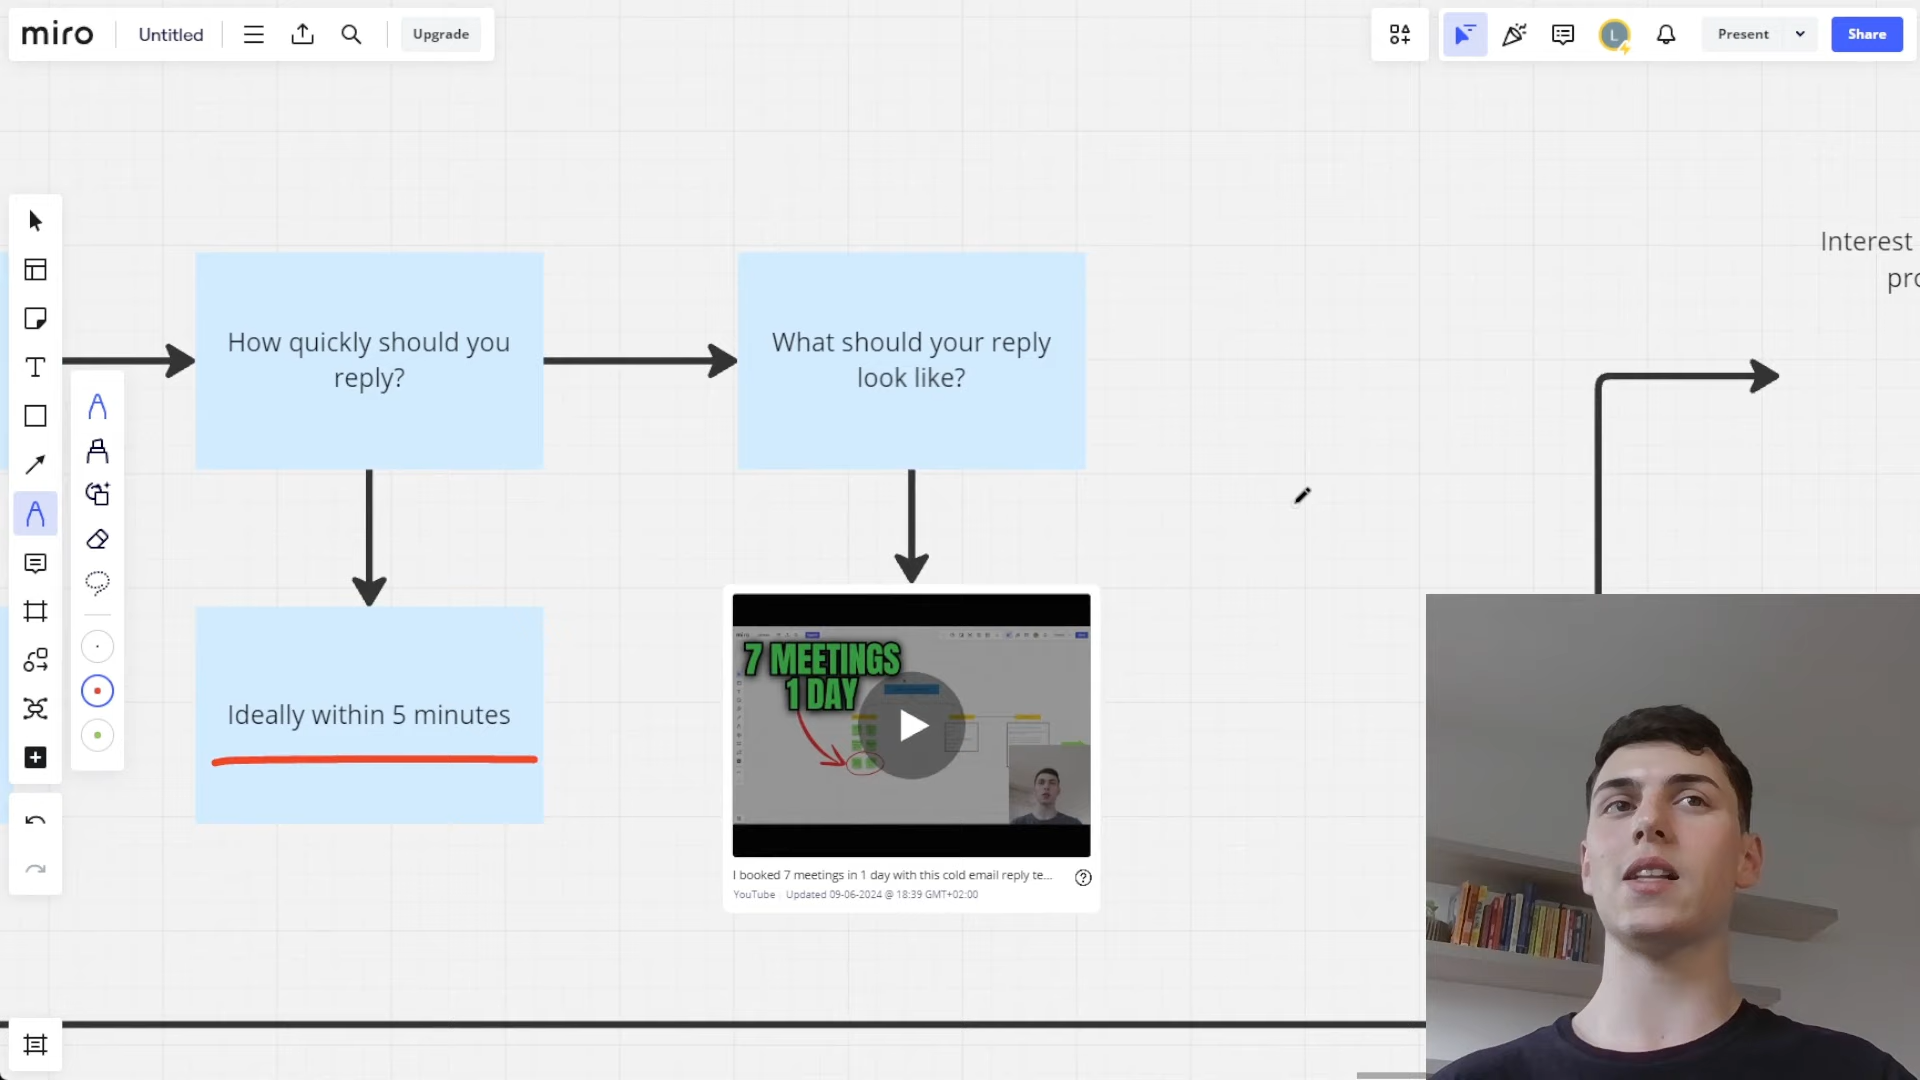 miro
Untitled
Upgrade
L
Present
Share
Interest
pro
How quickly should you
reply?
What should your reply
look like?
Ideally within 5 minutes
7 MEETINGS
1 DAY
I booked 7 meetings in 1 day with this cold email reply te...
YouTube Updated 09-06-2024 @ 18:39 GMT+02:00